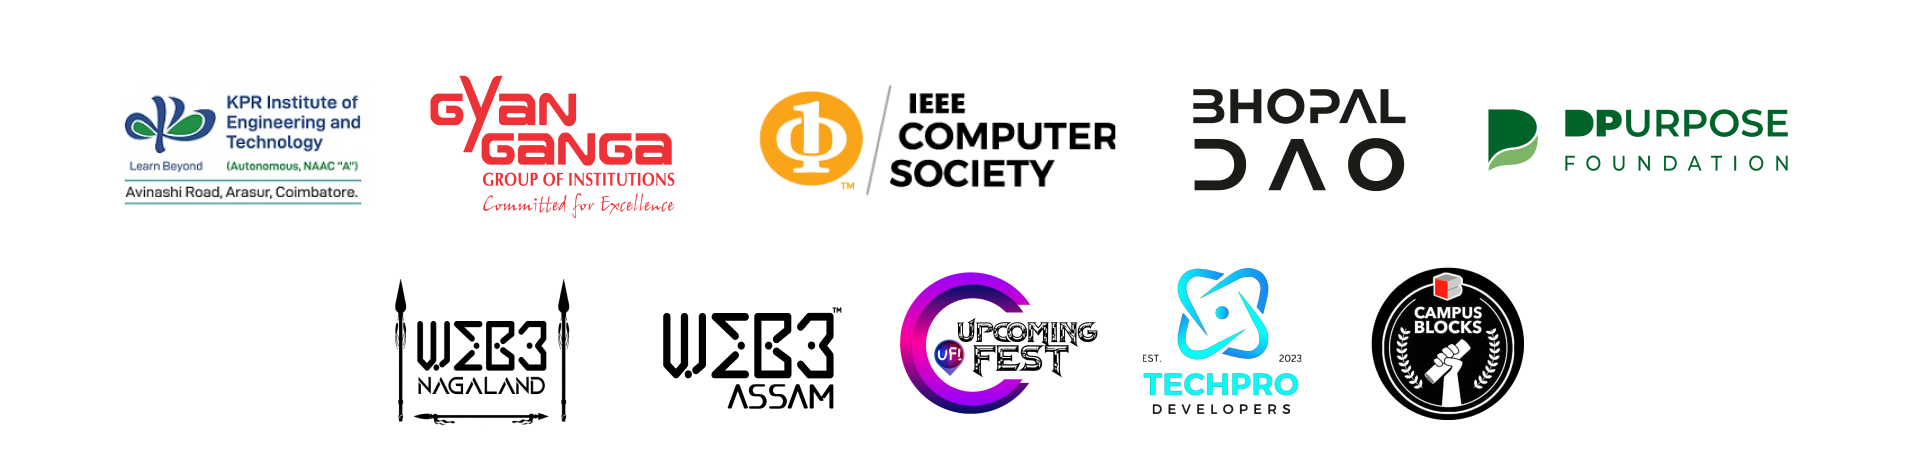 KPR Institute of
Engineering and
Technology
Learn Beyond
(Autonomous, NAAC "A")
Avinashi Road, Arasur, Coimbatore.
GYAN
GANGA
GROUP OF INSTITUTIONS
Committed for Excellence
TM
IEEE
COMPUTER
SOCIETY
BHOPAL
DAO
DPURPOSE
FOUNDATION
WEB3
NAGALAND
WEB3™
ASSAM
UPCOMING
FEST
UF!
EST.
2023
TECHPRO
DEVELOPERS
CAMPUS
BLOCKS